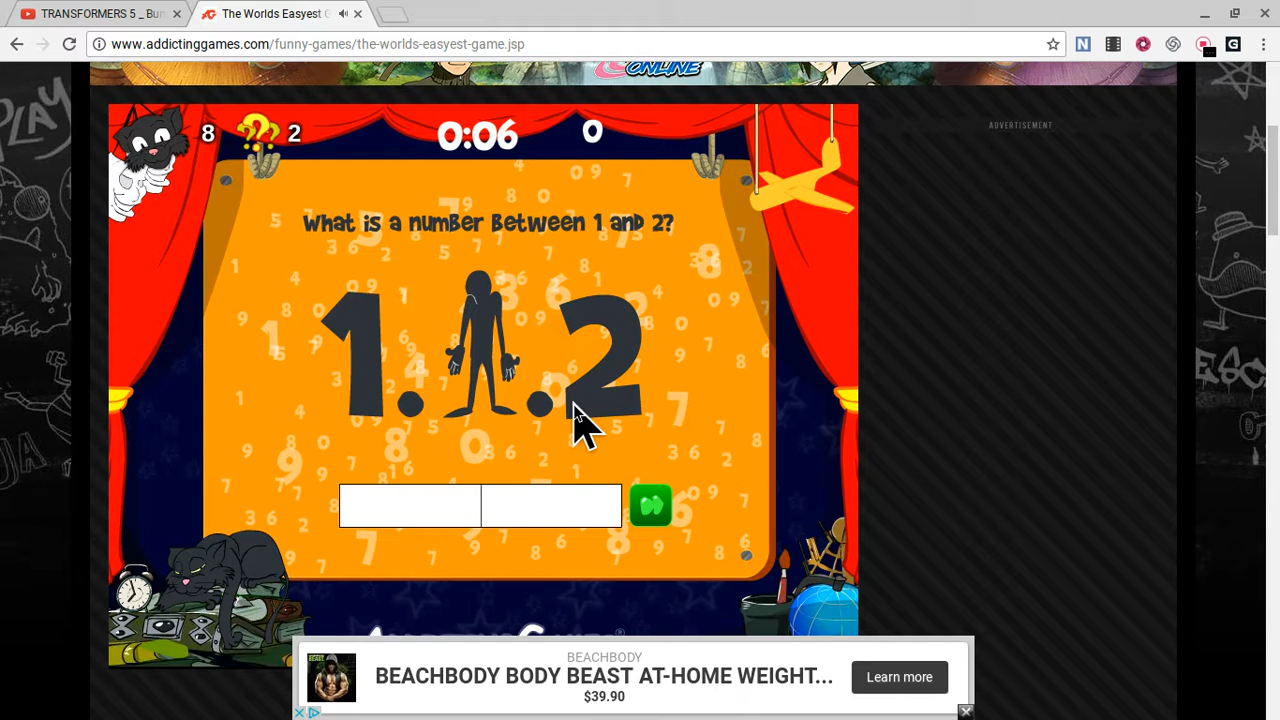 TRANSFORMERS 5 _ Bun
The Worlds Easyest G
www.addictinggames.com/funny-games/the-worlds-easyest-game.jsp
ONLINE
ADVERTISEMENT
8 2 0:06 0
What is a number between 1 and 2?
1. .2
BEACHBODY
BEACHBODY BODY BEAST AT-HOME WEIGHT...
$39.90
Learn more